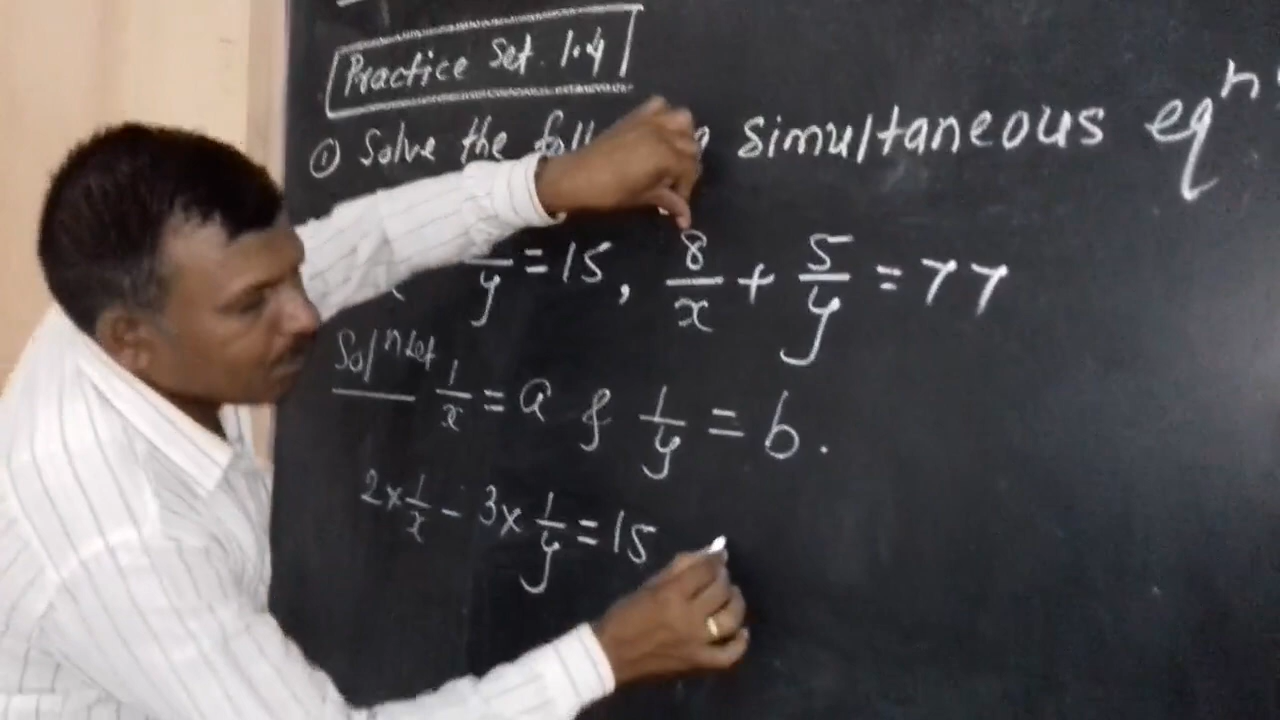 Practice Set. 1.4
① Solve the simultaneous eqⁿˢ
/y = 15, 8/x + 5/y = 77
Solⁿ Let 1/x = a & 1/y = b.
2 × 1/x - 3 × 1/y = 15